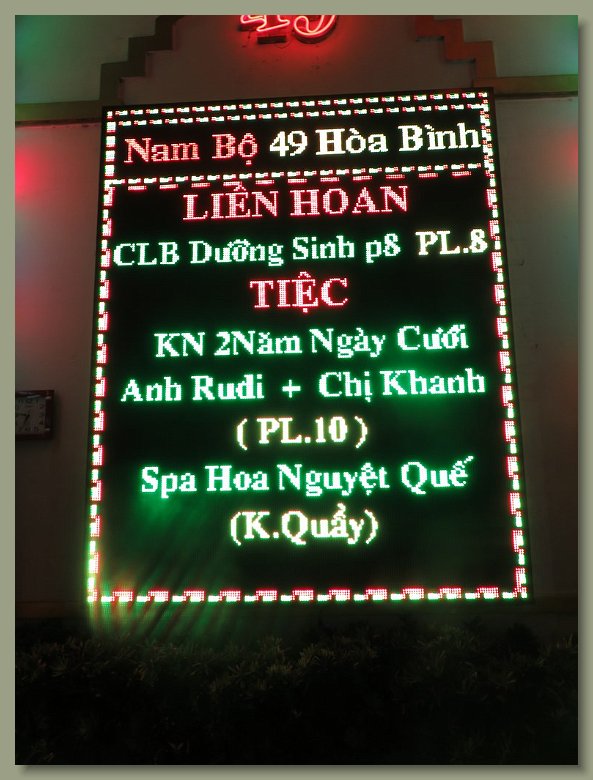 49
Nam Bộ 49 Hòa Bình
LIÊN HOAN
CLB Dưỡng Sinh p8 PL.8
TIỆC
KN 2Năm Ngày Cưới
Anh Rudi + Chị Khanh
( PL.10 )
Spa Hoa Nguyệt Quế
(K.Quầy)